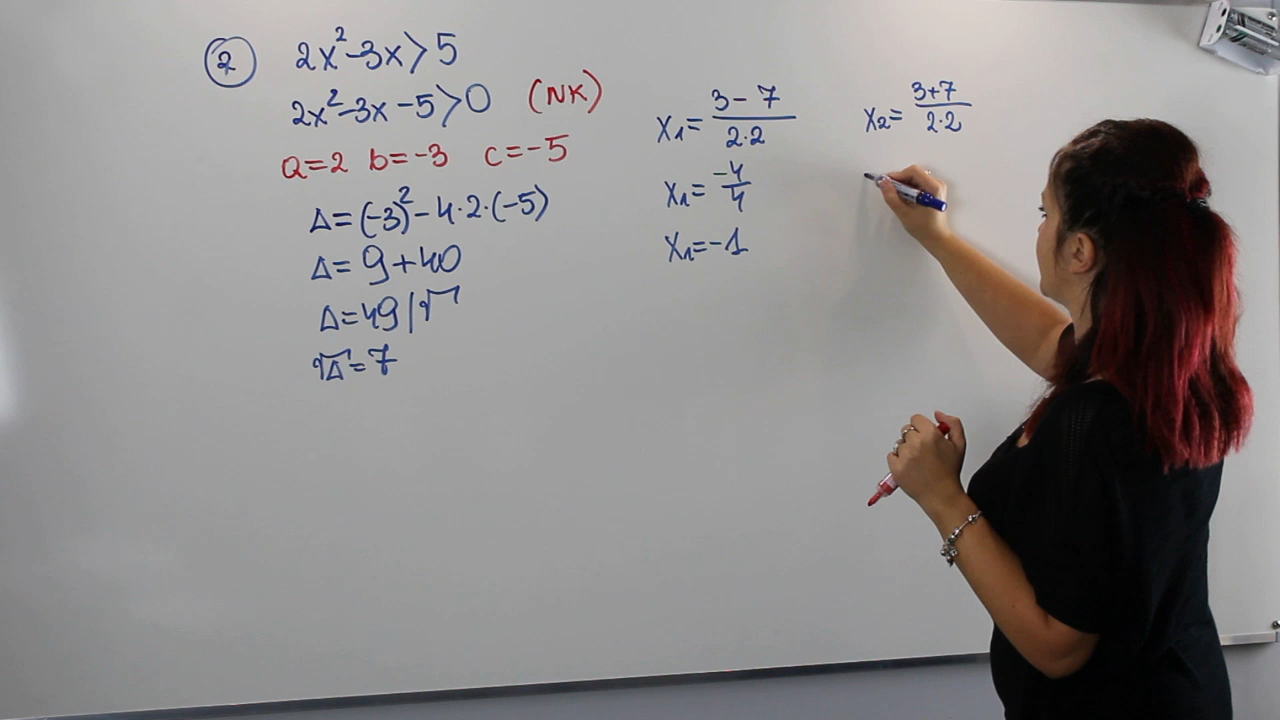 2 2x²-3x>5
2x²-3x-5>0 (NK)
a=2 b=-3 c=-5
Δ=(-3)²-4·2·(-5)
Δ=9+40
Δ=49|√
√Δ=7
x₁=(3-7)/(2·2)
x₁=-4/4
x₁=-1
x₂=(3+7)/(2·2)